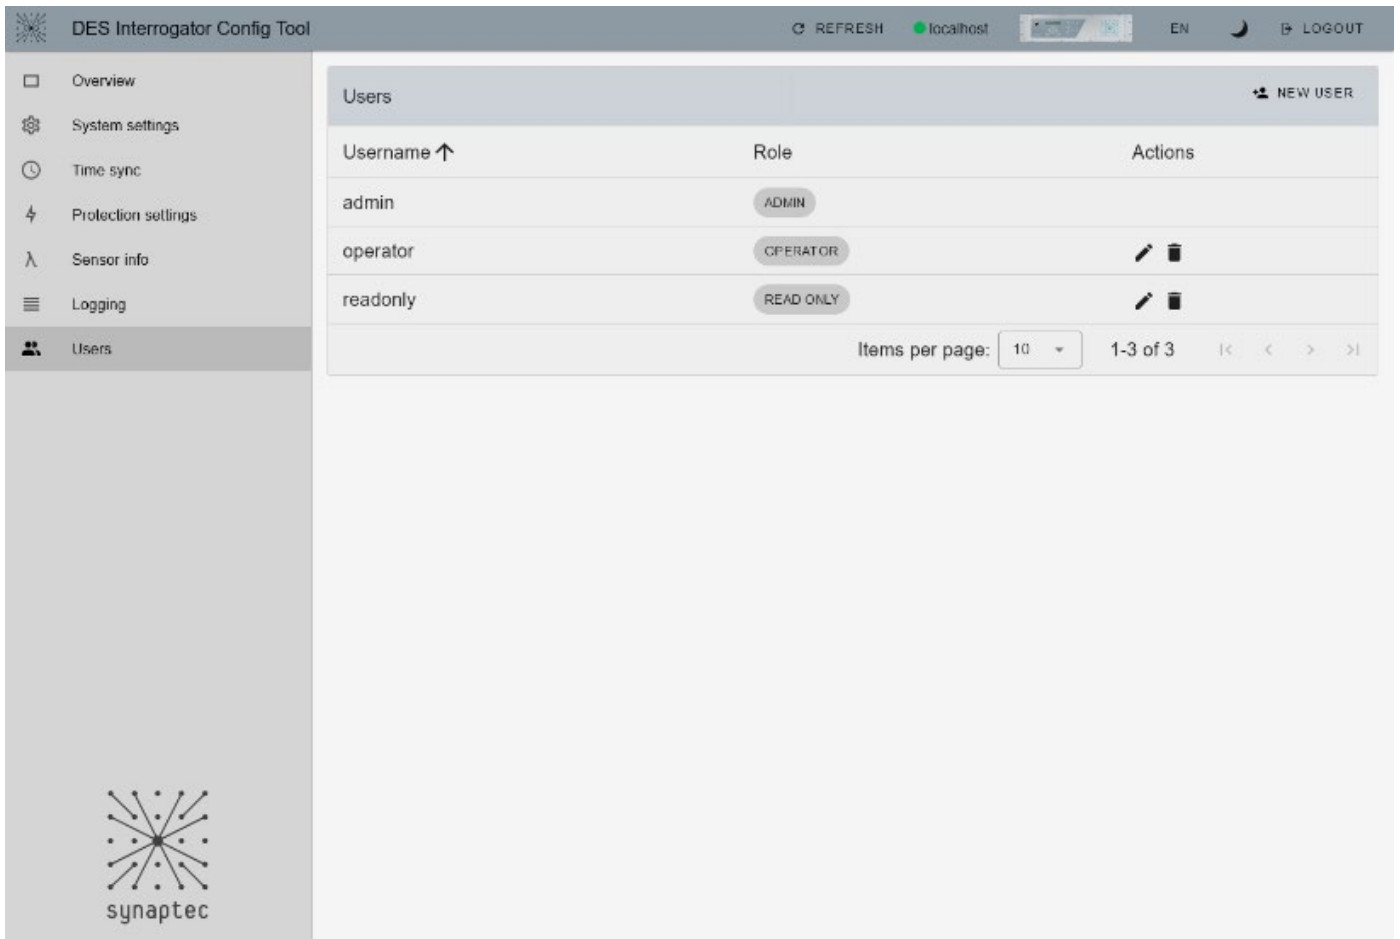 DES Interrogator Config Tool
REFRESH
localhost
EN
LOGOUT
Overview
System settings
Time sync
Protection settings
Sensor info
Logging
Users
Users
NEW USER
Username Role Actions
admin ADMIN
operator OPERATOR
readonly READ ONLY
Items per page: 10 1-3 of 3
synaptec